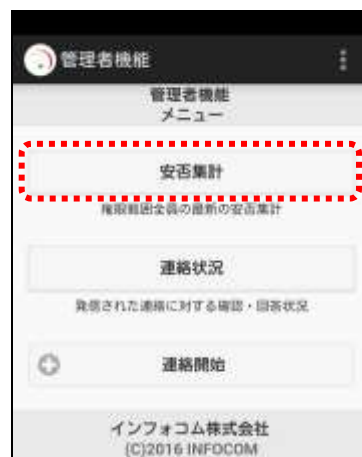 管理者機能
管理者機能
メニュー
安否集計
権限範囲全員の最新の安否集計
連絡状況
発信された連絡に対する確認・回答状況
連絡開始
インフォコム株式会社
(C)2016 INFOCOM